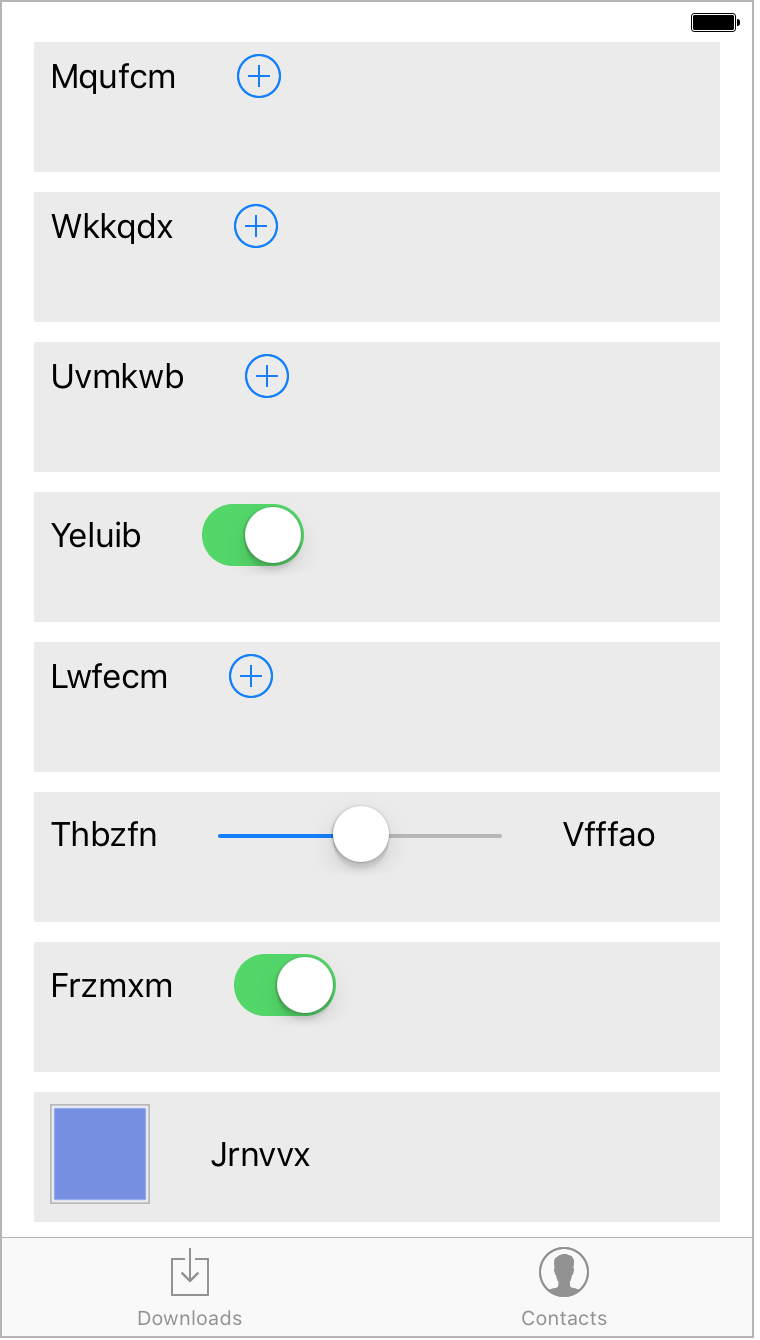 Mqufcm
Wkkqdx
Uvmkwb
Yeluib
Lwfecm
Thbzfn Vfffao
Frzmxm
Jrnvvx
Downloads Contacts